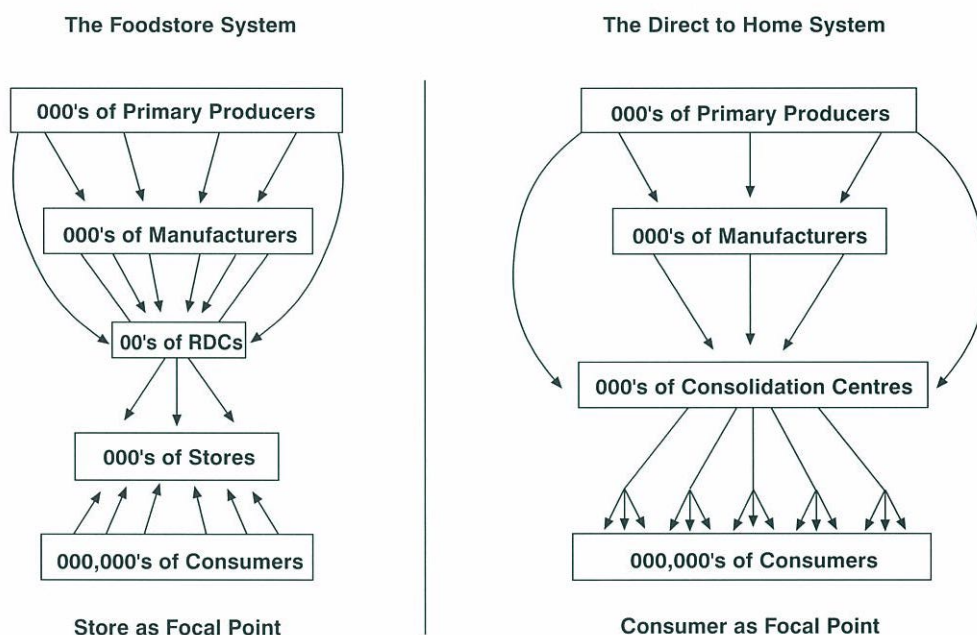 The Foodstore System
000's of Primary Producers
000's of Manufacturers
00's of RDCs
000's of Stores
000,000's of Consumers
Store as Focal Point
The Direct to Home System
000's of Primary Producers
000's of Manufacturers
000's of Consolidation Centres
000,000's of Consumers
Consumer as Focal Point